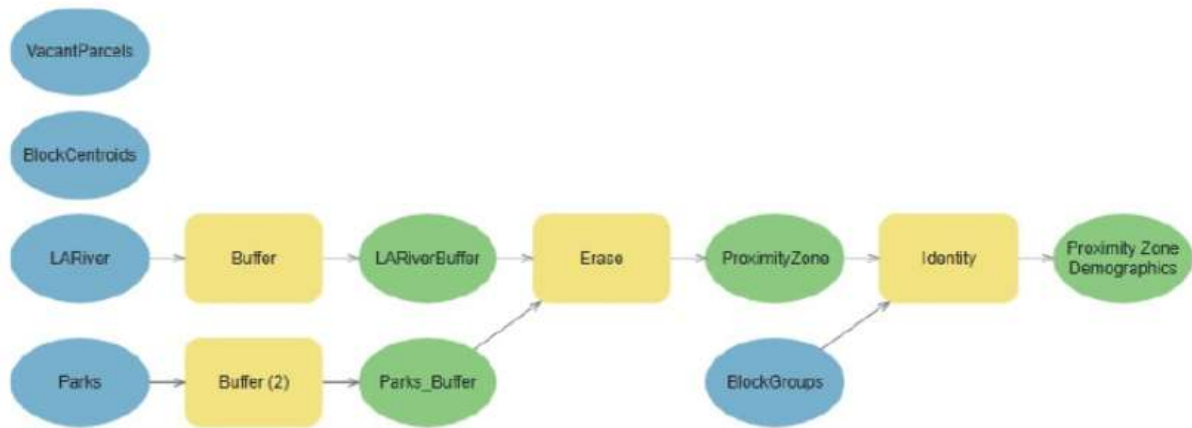 VacantParcels
BlockCentroids
LARiver
Buffer
LARiverBuffer
Erase
ProximityZone
Identity
Proximity Zone
Demographics
Parks
Buffer (2)
Parks_Buffer
BlockGroups